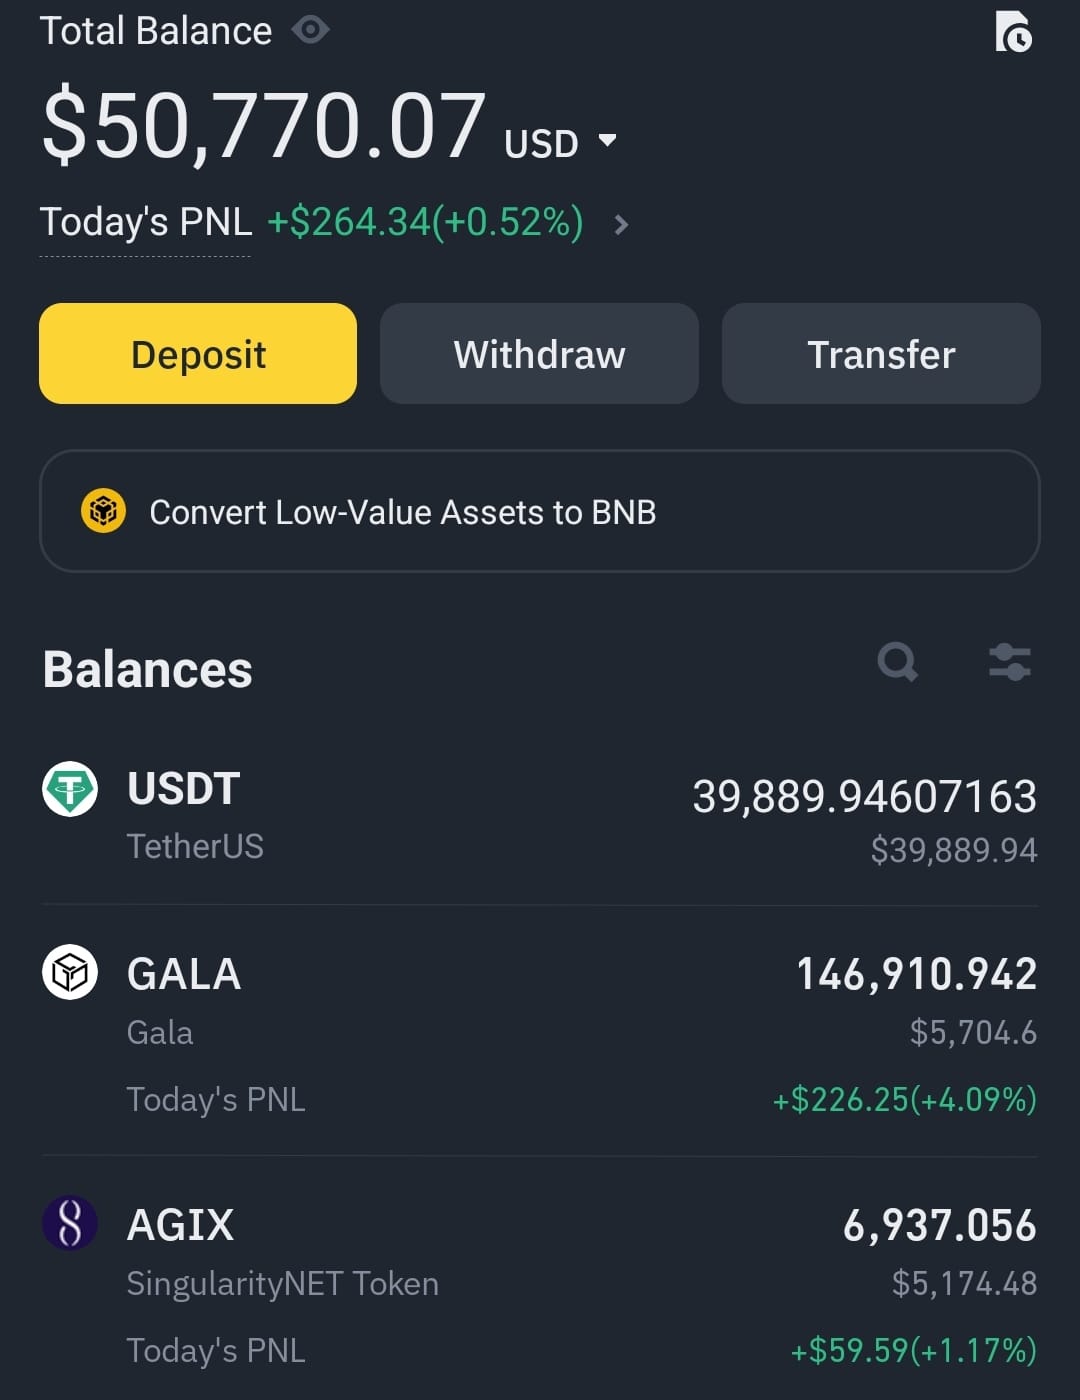 Total Balance
$50,770.07 USD
Today's PNL +$264.34(+0.52%)
Deposit Withdraw Transfer
Convert Low-Value Assets to BNB
Balances
USDT 39,889.94607163
TetherUS $39,889.94
GALA 146,910.942
Gala $5,704.6
Today's PNL +$226.25(+4.09%)
AGIX 6,937.056
SingularityNET Token $5,174.48
Today's PNL +$59.59(+1.17%)